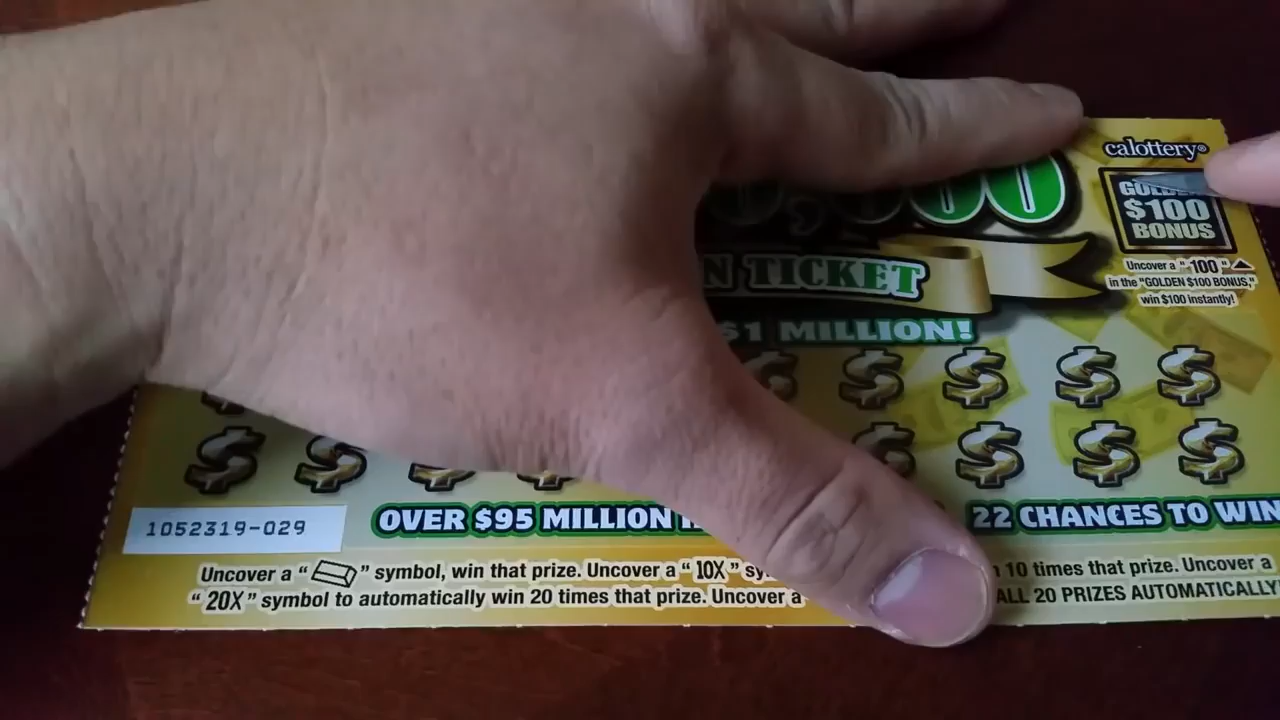 calottery®
GOLDEN
$100
BONUS
Uncover a "100"
in the "GOLDEN $100 BONUS,"
win $100 instantly!
00
N TICKET
$1 MILLION!
1052319-029
OVER $95 MILLION
22 CHANCES TO WIN
Uncover a " " symbol, win that prize. Uncover a "10X" sy 10 times that prize. Uncover a
"20X" symbol to automatically win 20 times that prize. Uncover a ALL 20 PRIZES AUTOMATICALLY